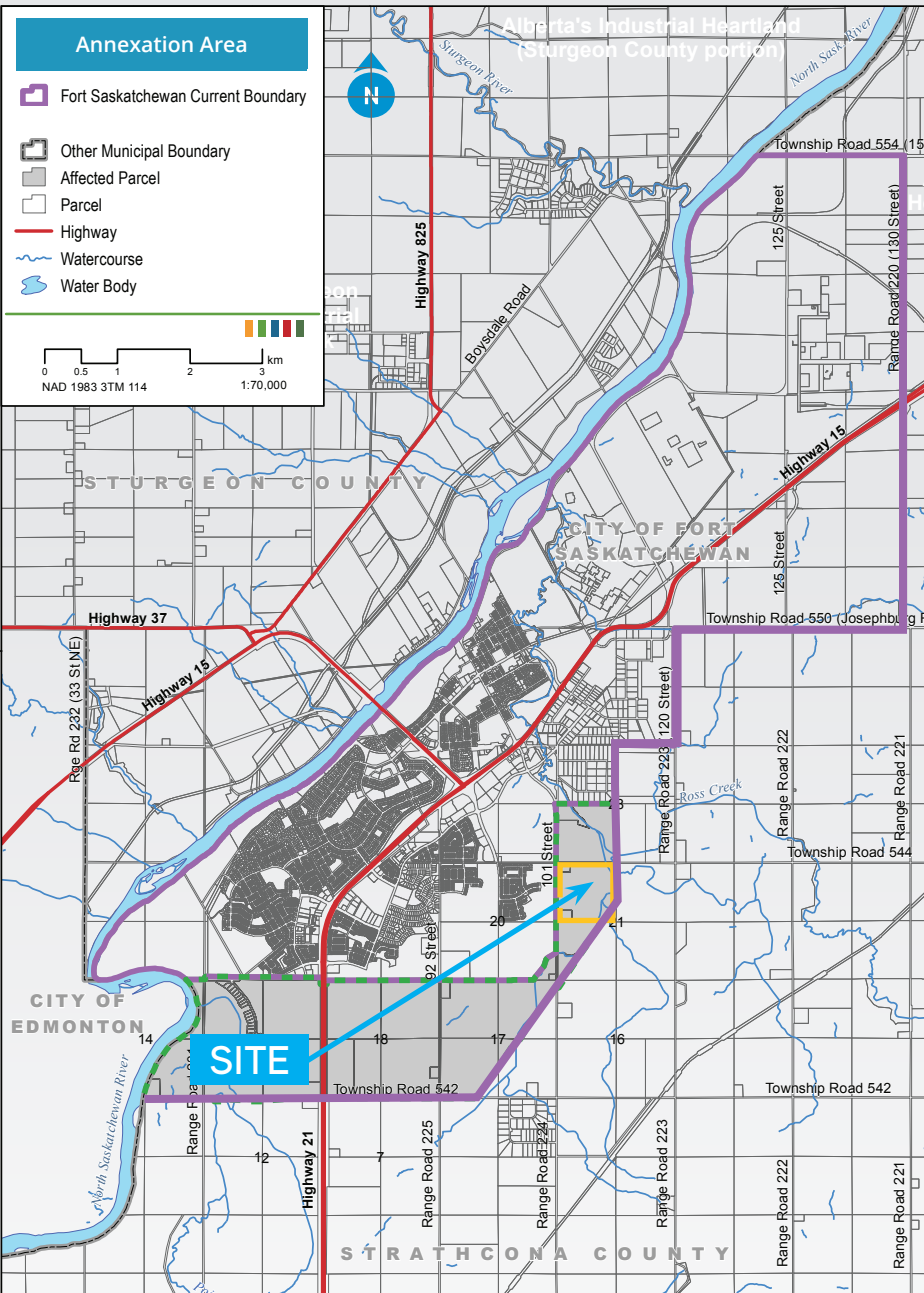 Annexation Area
Fort Saskatchewan Current Boundary
Other Municipal Boundary
Affected Parcel
Parcel
Highway
Watercourse
Water Body
0 0.5 1 2 3 km
NAD 1983 3TM 114 1:70,000
N
Alberta's Industrial Heartland
(Sturgeon County portion)
Sturgeon River
North Sask. River
Township Road 554 (15
125 Street
Range Road 220 (130 Street)
H
Highway 825
Boysdale Road
Highway 15
STURGEON COUNTY
CITY OF FORT
SASKATCHEWAN
125 Street
Highway 37
Township Road 550 (Josephburg R
Highway 15
Rge Rd 232 (33 St NE)
Range Road 223 (120 Street)
Range Road 222
Range Road 221
Ross Creek
28
101 Street
Township Road 544
20
21
92 Street
CITY OF
EDMONTON
14
18
17
16
SITE
Township Road 542
Township Road 542
North Saskatchewan River
Range Road
12
7
Highway 21
Range Road 225
Range Road 224
Range Road 223
Range Road 222
Range Road 221
STRATHCONA COUNTY